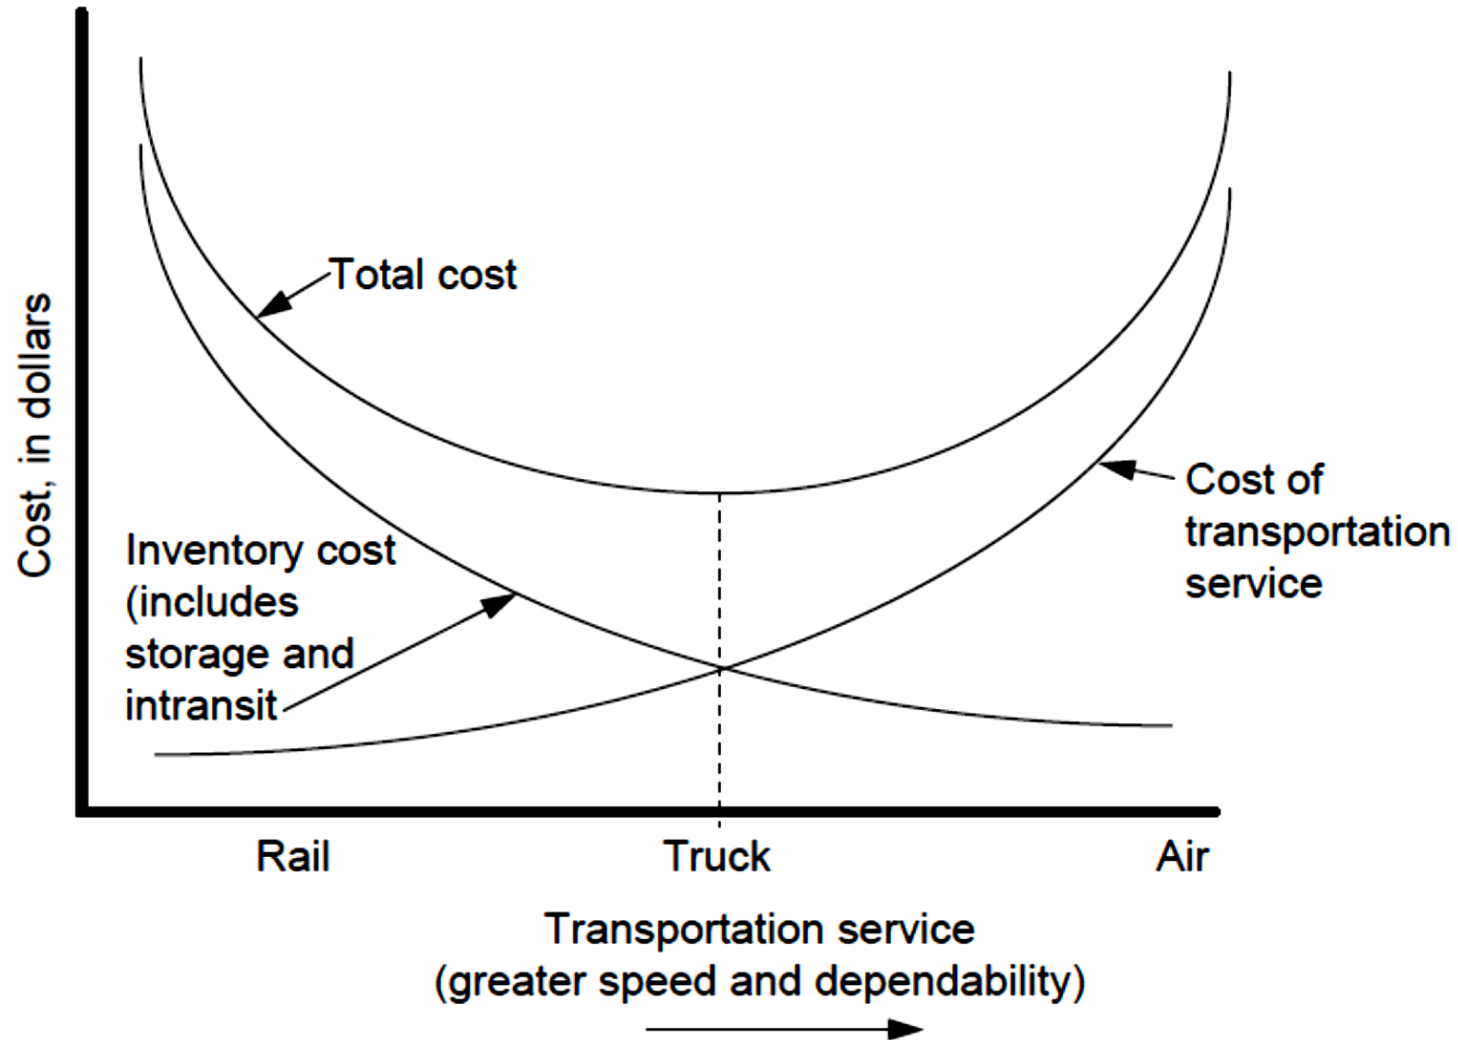 Total cost
Cost, in dollars
Inventory cost
(includes
storage and
intransit
Cost of
transportation
service
Rail
Truck
Air
Transportation service
(greater speed and dependability)